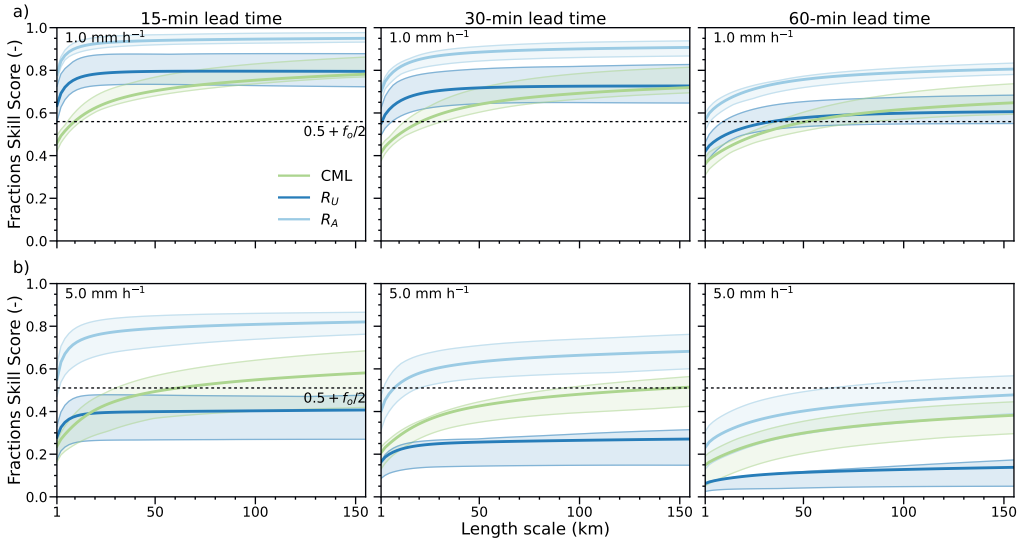 a)
15-min lead time
30-min lead time
60-min lead time
Fractions Skill Score (-)
1.0
0.8
0.6
0.4
0.2
0.0
1.0 mm h⁻¹
1.0 mm h⁻¹
1.0 mm h⁻¹
0.5 + f₀/2
CML
R_U
R_A
b)
Fractions Skill Score (-)
1.0
0.8
0.6
0.4
0.2
0.0
5.0 mm h⁻¹
5.0 mm h⁻¹
5.0 mm h⁻¹
0.5 + f₀/2
1 50 100 150
1 50 100 150
1 50 100 150
Length scale (km)